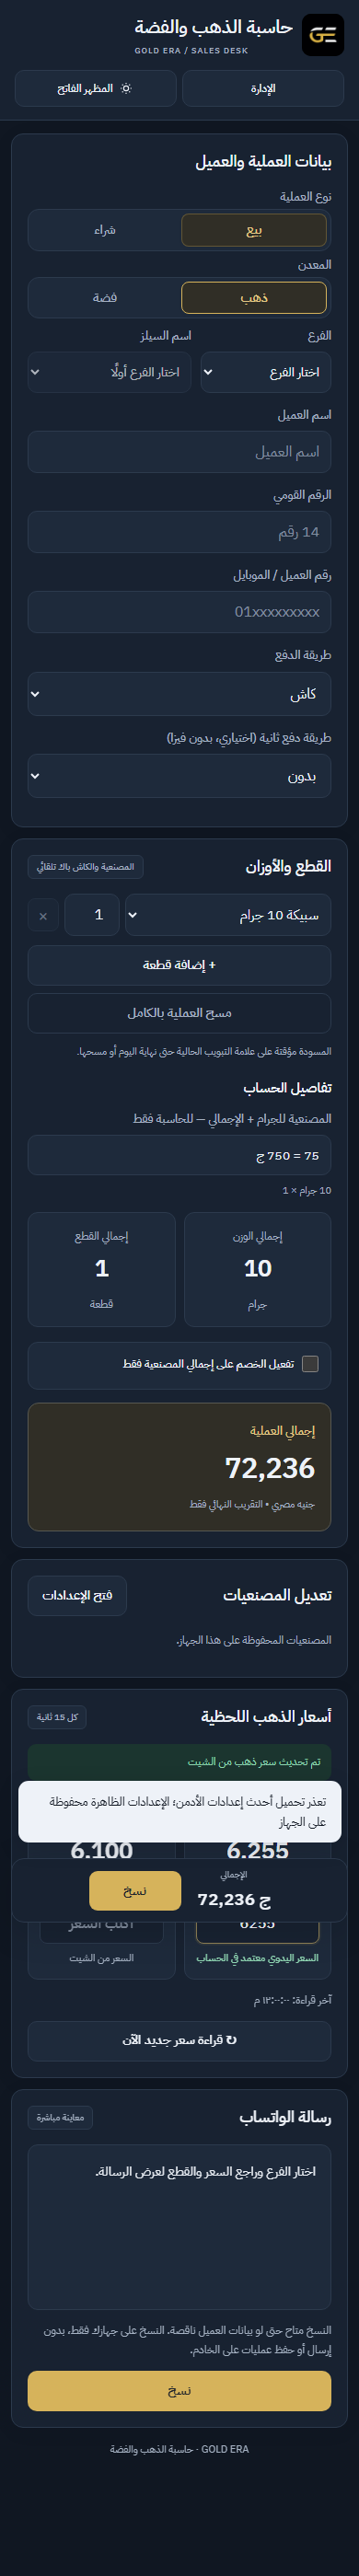 حاسبة الذهب والفضة
GOLD ERA / SALES DESK
الإدارة
المظهر الفاتح
بيانات العملية والعميل
نوع العملية
بيع
شراء
المعدن
ذهب
فضة
الفرع
اسم السيلز
اختار الفرع
اختار الفرع أولًا
اسم العميل
اسم العميل
الرقم القومي
14 رقم
رقم العميل / الموبايل
01xxxxxxxxx
طريقة الدفع
كاش
طريقة دفع ثانية (اختياري، بدون فيزا)
بدون
القطع والأوزان
المصنعية والكاش باك تلقائي
سبيكة 10 جرام
1
×
+ إضافة قطعة
مسح العملية بالكامل
المسودة مؤقتة على علامة التبويب الحالية حتى نهاية اليوم أو مسحها.
تفاصيل الحساب
المصنعية للجرام + الإجمالي — للحاسبة فقط
75 = 750 ج
10 جرام × 1
إجمالي الوزن
10
جرام
إجمالي القطع
1
قطعة
تفعيل الخصم على إجمالي المصنعية فقط
إجمالي العملية
72,236
جنيه مصري • التقريب النهائي فقط
تعديل المصنعيات
فتح الإعدادات
المصنعيات المحفوظة على هذا الجهاز.
أسعار الذهب اللحظية
كل 15 ثانية
تم تحديث سعر ذهب من الشيت
تعذر تحميل أحدث إعدادات الأدمن؛ الإعدادات الظاهرة محفوظة على الجهاز
6,255
6,100
الإجمالي
72,236 ج
نسخ
6255
اكتب السعر
السعر اليدوي معتمد في الحساب
السعر من الشيت
آخر قراءة: ١٢:٠٠:٠٠ م
↻ قراءة سعر جديد الآن
رسالة الواتساب
معاينة مباشرة
اختار الفرع وراجع السعر والقطع لعرض الرسالة.
النسخ متاح حتى لو بيانات العميل ناقصة. النسخ على جهازك فقط، بدون
إرسال أو حفظ عمليات على الخادم.
نسخ
GOLD ERA · حاسبة الذهب والفضة